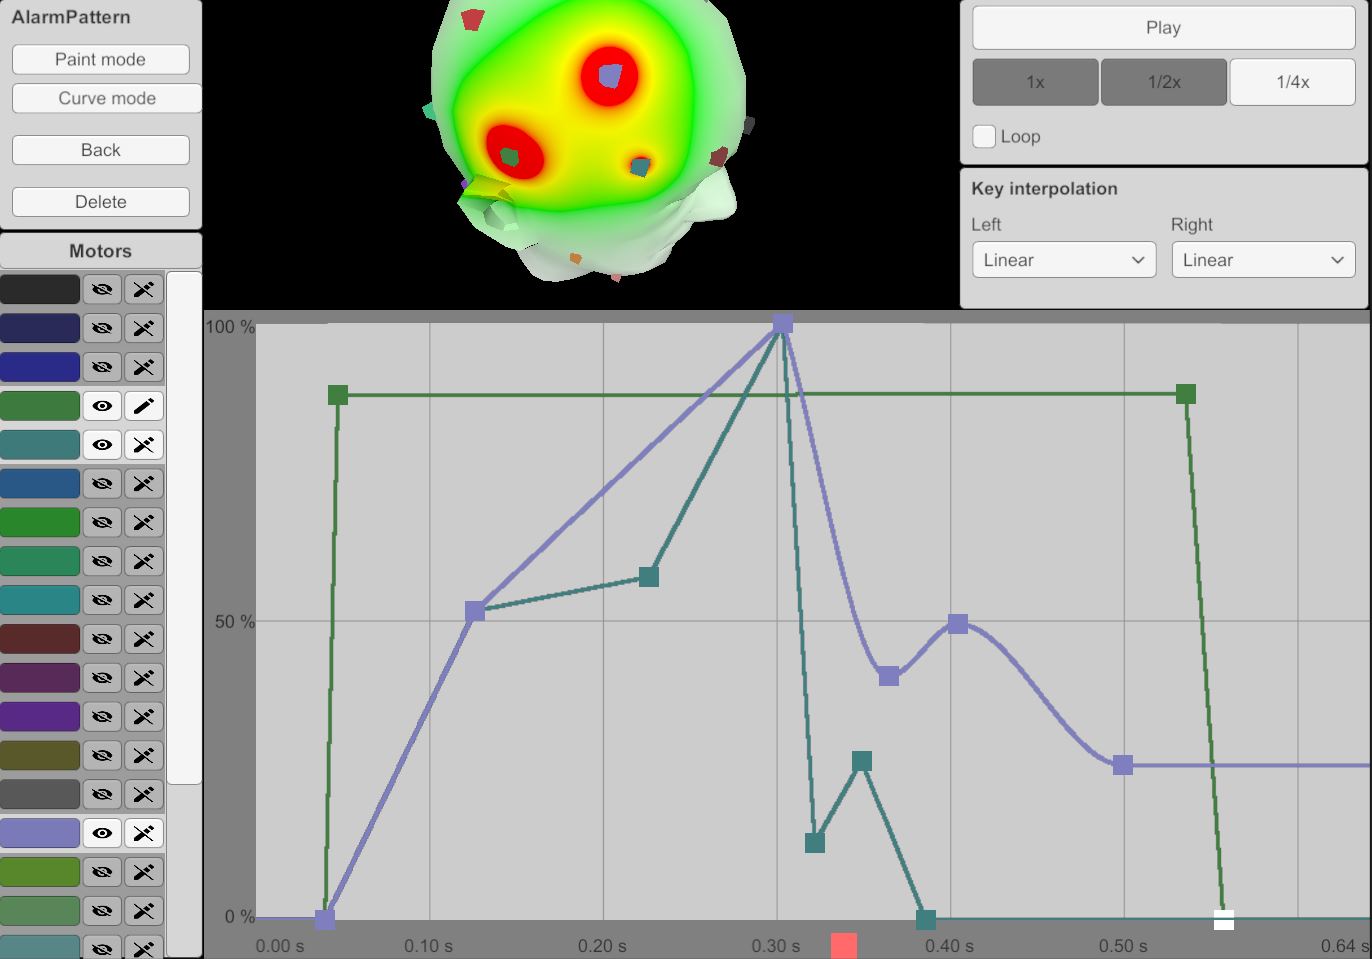 AlarmPattern
Paint mode
Curve mode
Back
Delete
Motors
Play
1x 1/2x 1/4x
Loop
Key interpolation
Left Right
Linear Linear
100 %
50 %
0 %
0.00 s 0.10 s 0.20 s 0.30 s 0.40 s 0.50 s 0.64 s